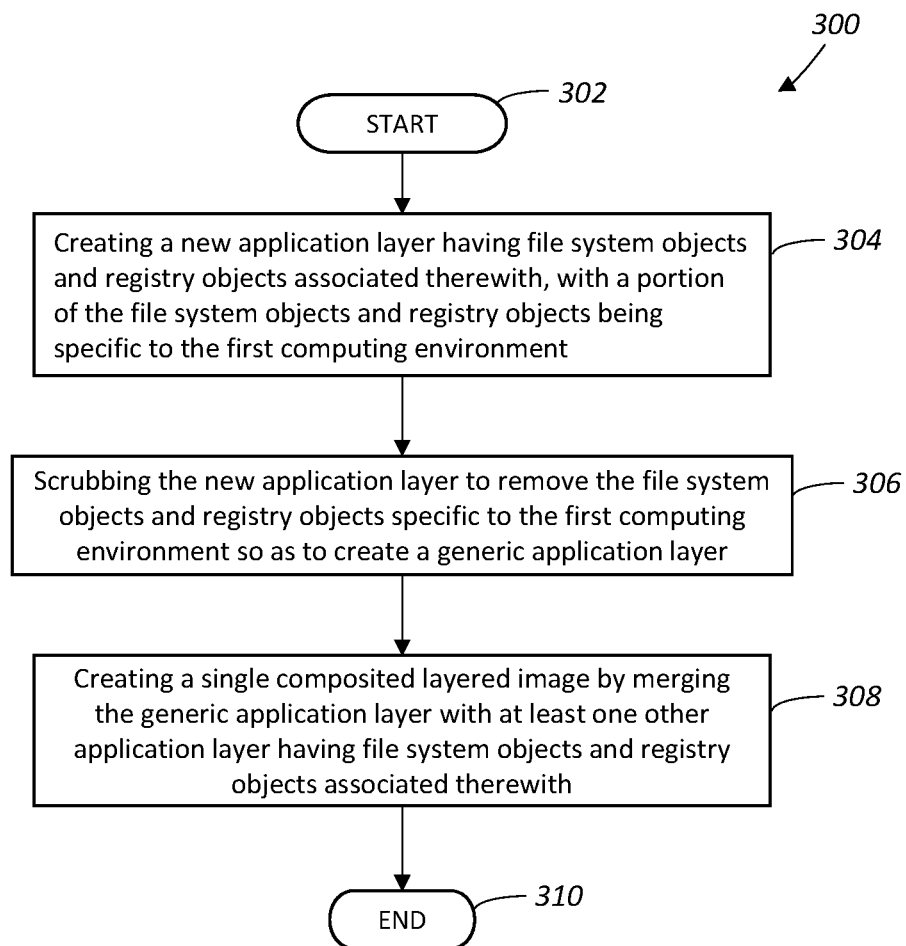 300
302
START
Creating a new application layer having file system objects
and registry objects associated therewith, with a portion
of the file system objects and registry objects being
specific to the first computing environment
304
Scrubbing the new application layer to remove the file system
objects and registry objects specific to the first computing
environment so as to create a generic application layer
306
Creating a single composited layered image by merging
the generic application layer with at least one other
application layer having file system objects and registry
objects associated therewith
308
END
310